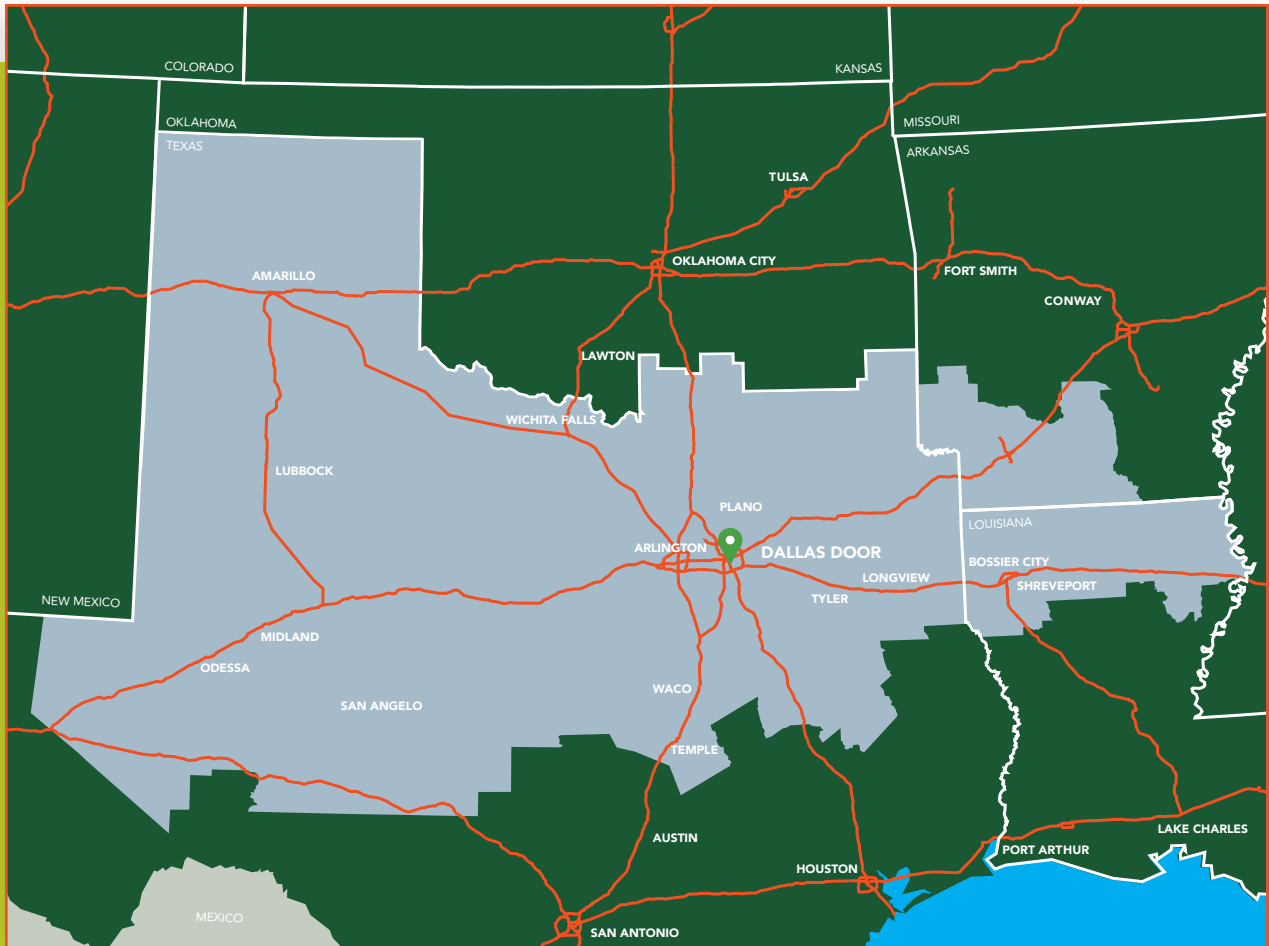 COLORADO
KANSAS
OKLAHOMA
TEXAS
MISSOURI
ARKANSAS
TULSA
OKLAHOMA CITY
FORT SMITH
AMARILLO
CONWAY
LAWTON
WICHITA FALLS
LUBBOCK
PLANO
LOUISIANA
ARLINGTON
DALLAS DOOR
BOSSIER CITY
LONGVIEW
SHREVEPORT
TYLER
NEW MEXICO
MIDLAND
ODESSA
WACO
SAN ANGELO
TEMPLE
AUSTIN
LAKE CHARLES
PORT ARTHUR
HOUSTON
MEXICO
SAN ANTONIO